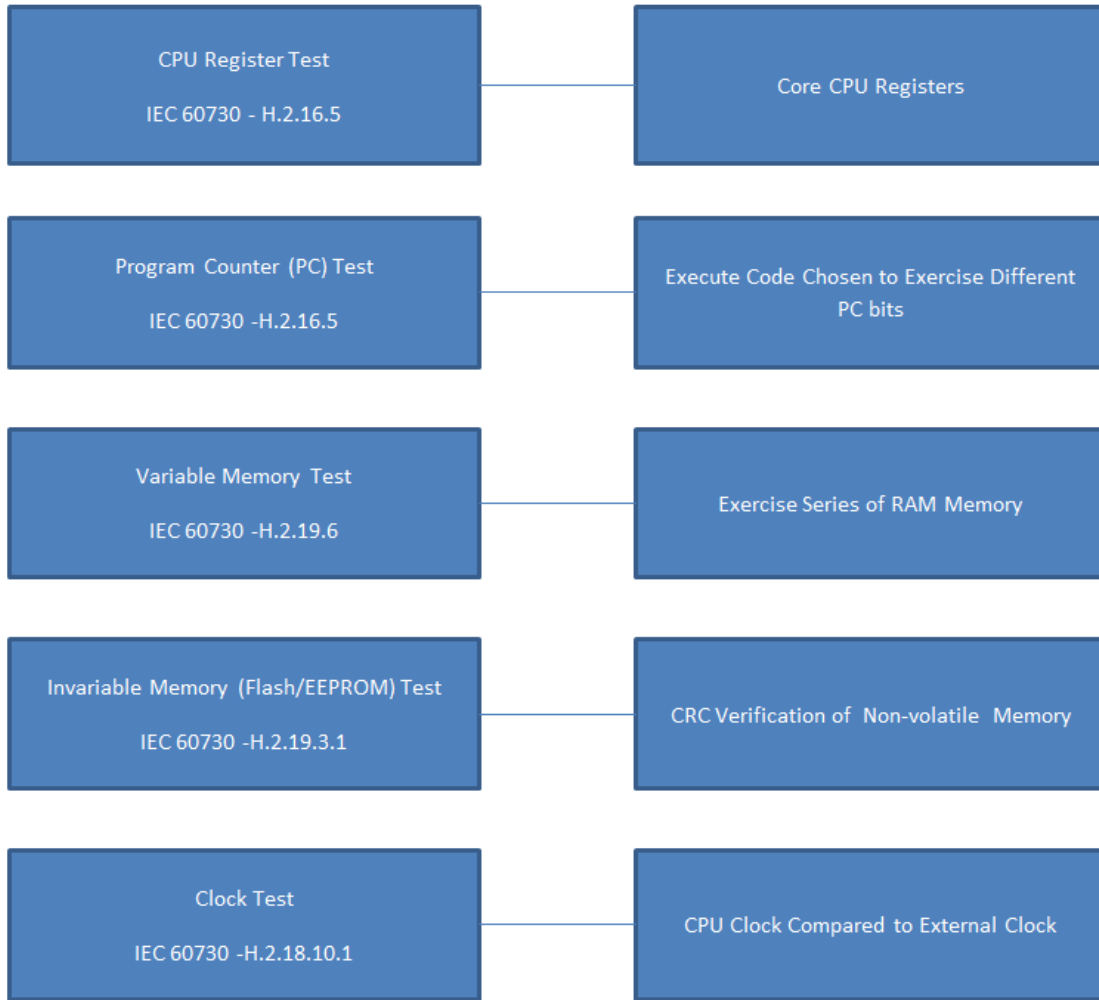 CPU Register Test
IEC 60730 - H.2.16.5
Core CPU Registers
Program Counter (PC) Test
IEC 60730 -H.2.16.5
Execute Code Chosen to Exercise Different
PC bits
Variable Memory Test
IEC 60730 -H.2.19.6
Exercise Series of RAM Memory
Invariable Memory (Flash/EEPROM) Test
IEC 60730 -H.2.19.3.1
CRC Verification of Non-volatile Memory
Clock Test
IEC 60730 -H.2.18.10.1
CPU Clock Compared to External Clock